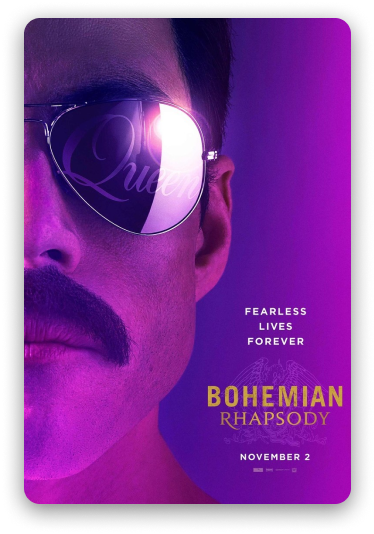 Queen
FEARLESS
LIVES
FOREVER
BOHEMIAN
RHAPSODY
NOVEMBER 2